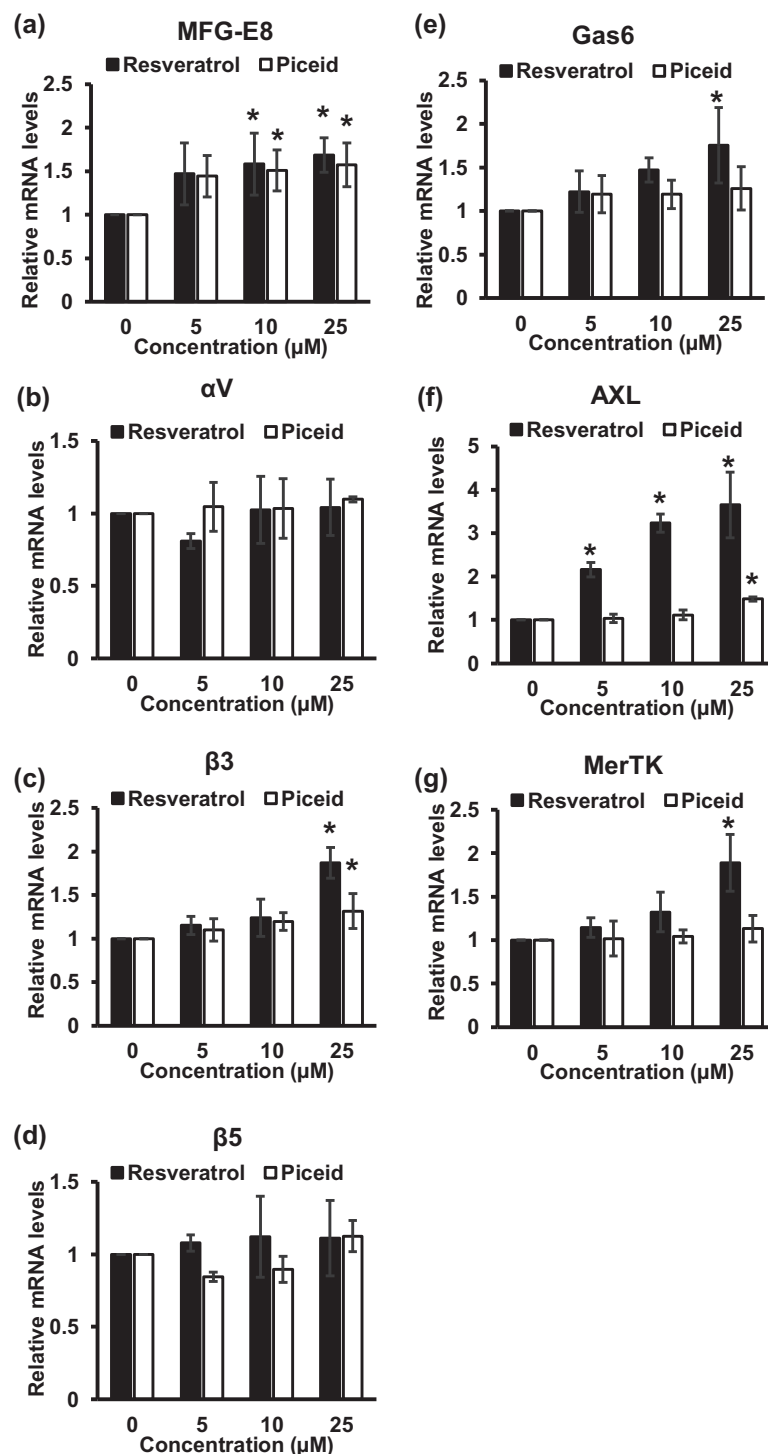 (a)
MFG-E8
Resveratrol Piceid
Relative mRNA levels
2.5
2
1.5
1
0.5
0
* * * *
0 5 10 25
Concentration (µM)
(b)
αV
Resveratrol Piceid
Relative mRNA levels
1.5
1
0.5
0
0 5 10 25
Concentration (µM)
(c)
β3
Resveratrol Piceid
Relative mRNA levels
2.5
2
1.5
1
0.5
0
* *
0 5 10 25
Concentration (µM)
(d)
β5
Resveratrol Piceid
Relative mRNA levels
1.5
1
0.5
0
0 5 10 25
Concentration (µM)
(e)
Gas6
Resveratrol Piceid
Relative mRNA levels
2.5
2
1.5
1
0.5
0
*
0 5 10 25
Concentration (µM)
(f)
AXL
Resveratrol Piceid
Relative mRNA levels
5
4
3
2
1
0
* * * *
0 5 10 25
Concentration (µM)
(g)
MerTK
Resveratrol Piceid
Relative mRNA levels
2.5
2
1.5
1
0.5
0
*
0 5 10 25
Concentration (µM)